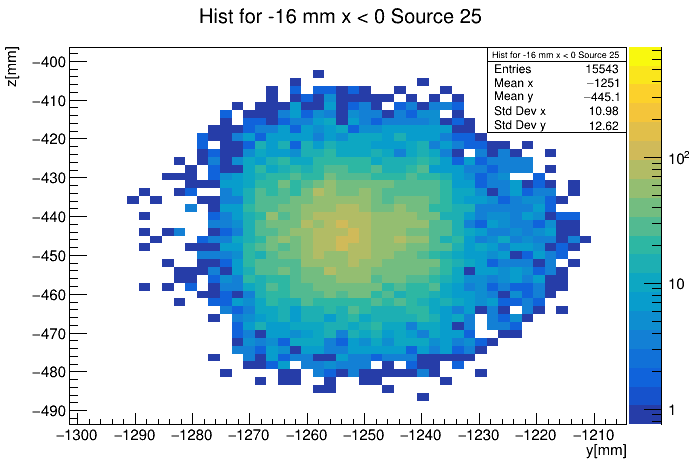 Hist for -16 mm x < 0 Source 25
z[mm]
Hist for -16 mm x < 0 Source 25
Entries 15543
Mean x −1251
Mean y −445.1
Std Dev x 10.98
Std Dev y 12.62
−400
−410
−420
−430
−440
−450
−460
−470
−480
−490
10²
10
1
−1300 −1290 −1280 −1270 −1260 −1250 −1240 −1230 −1220 −1210
y[mm]